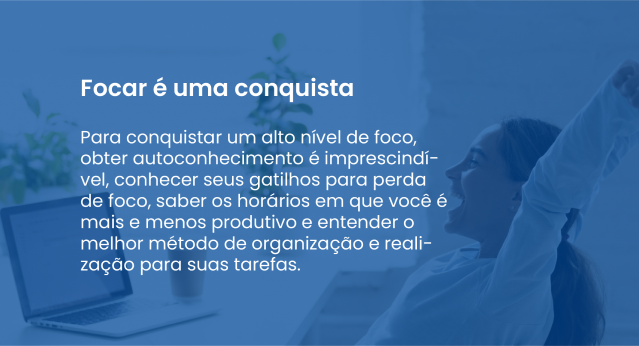 Focar é uma conquista
Para conquistar um alto nível de foco,
obter autoconhecimento é imprescindí-
vel, conhecer seus gatilhos para perda
de foco, saber os horários em que você é
mais e menos produtivo e entender o
melhor método de organização e reali-
zação para suas tarefas.